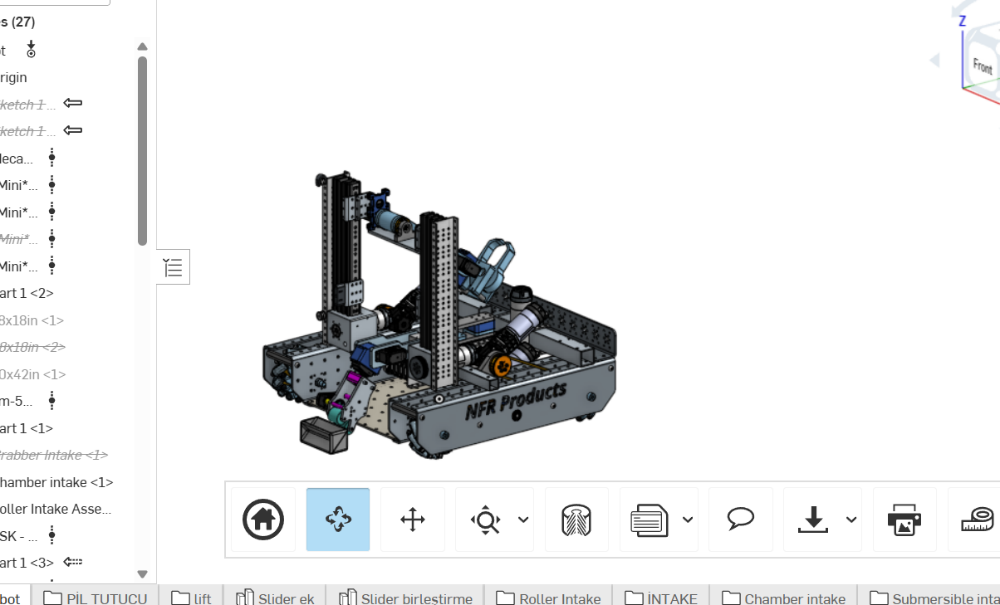 s (27)
t
rigin
ketch 1 ...
ketch 1 ...
eca...
Mini*...
Mini*...
Mini*...
Mini*...
art 1 <2>
8x18in <1>
8x18in <2>
0x42in <1>
m-5...
art 1 <1>
rabber Intake <1>
hamber intake <1>
oller Intake Asse...
SK - ...
art 1 <3>
Z
Front
NFR Products
bot
PİL TUTUCU
lift
Slider ek
Slider birleştirme
Roller Intake
İNTAKE
Chamber intake
Submersible intake